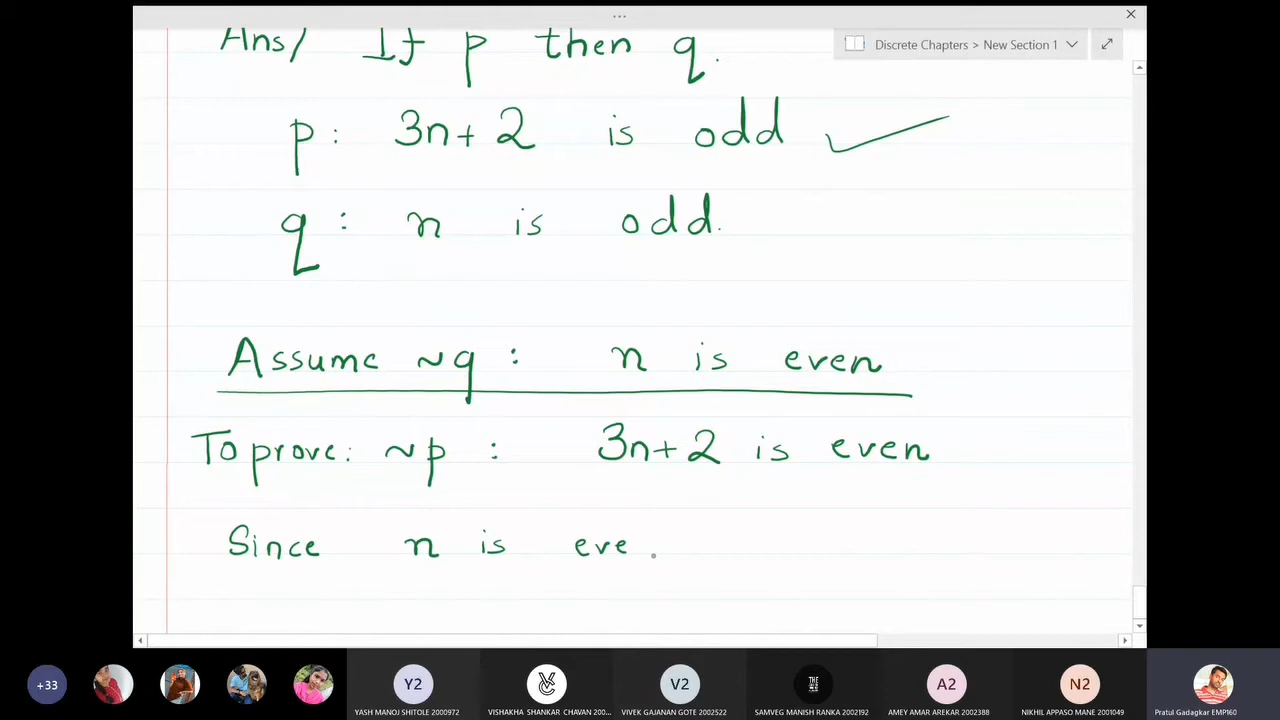 Ans/ If p then q.
Discrete Chapters > New Section 1
p: 3n+2 is odd
q: n is odd.
Assume ~q: n is even
To prove: ~p: 3n+2 is even
Since n is eve
+33
Y2
V2
A2
N2
YASH MANOJ SHITOLE 2000972
VISHAKHA SHANKAR CHAVAN 200...
VIVEK GAJANAN GOTE 2002522
SAMVEG MANISH RANKA 2002192
AMEY AMAR AREKAR 2002388
NIKHIL APPASO MANE 2001049
Pratul Gadagkar EMP160